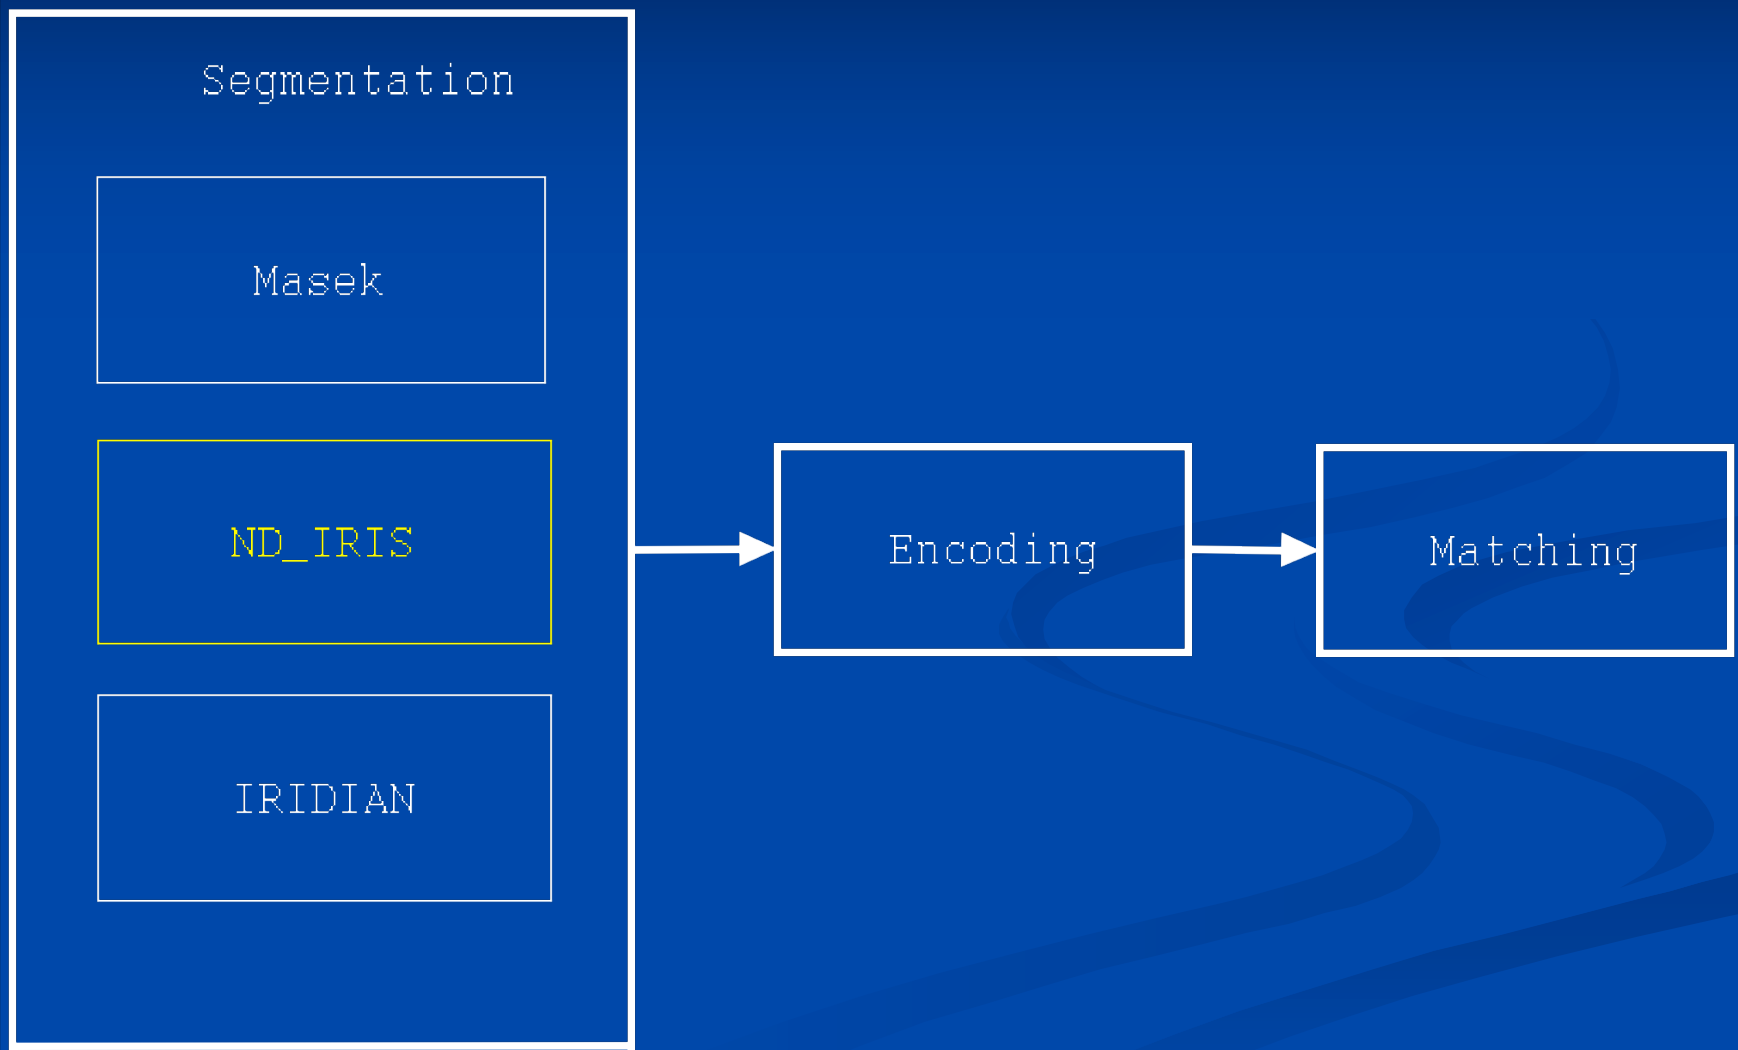 Segmentation
Masek
ND_IRIS
IRIDIAN
Encoding
Matching